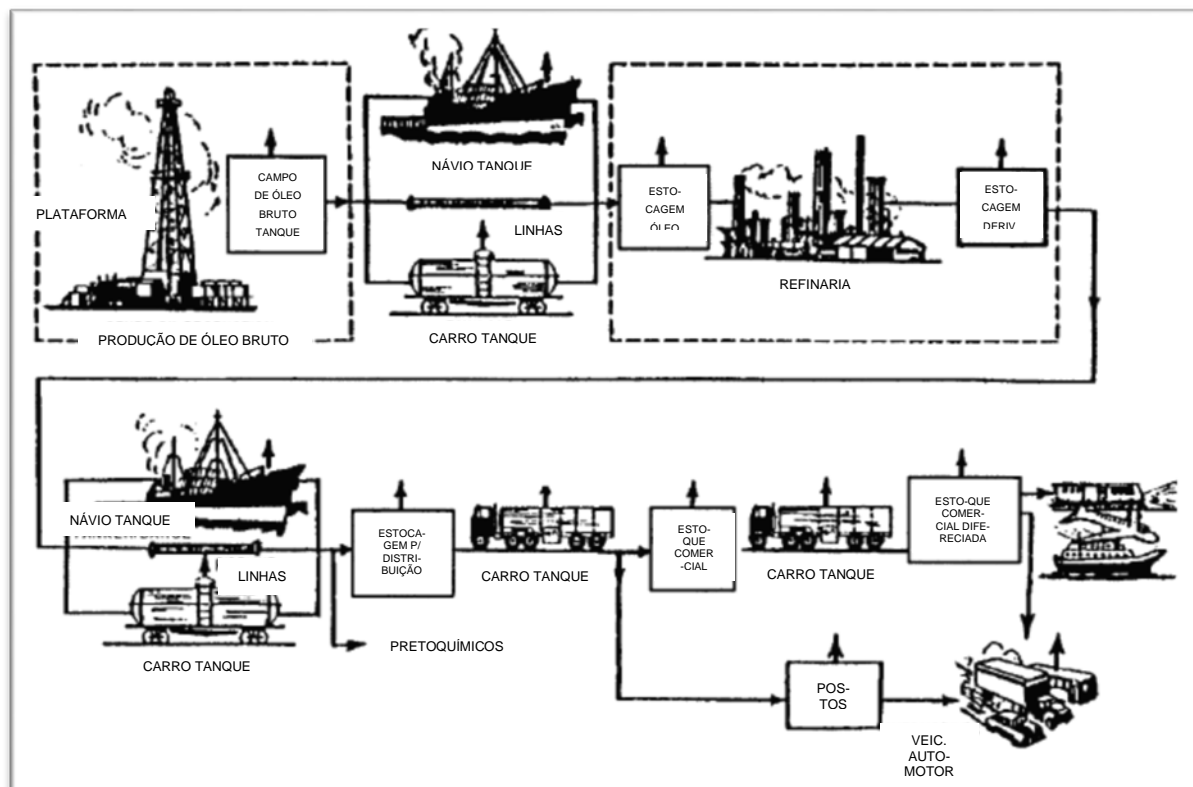 PLATAFORMA
CAMPO
DE ÓLEO
BRUTO
TANQUE
PRODUÇÃO DE ÓLEO BRUTO
NÁVIO TANQUE
LINHAS
CARRO TANQUE
ESTO-
CAGEM
ÓLEO
REFINARIA
ESTO-
CAGEM
DERIV
NÁVIO TANQUE
LINHAS
CARRO TANQUE
PRETOQUÍMICOS
ESTOCA-
GEM P/
DISTRI-
BUIÇÃO
CARRO TANQUE
ESTO-
QUE
COMER
-CIAL
CARRO TANQUE
ESTO-QUE
COMER-
CIAL DIFE-
RECIADA
POS-
TOS
VEIC.
AUTO-
MOTOR